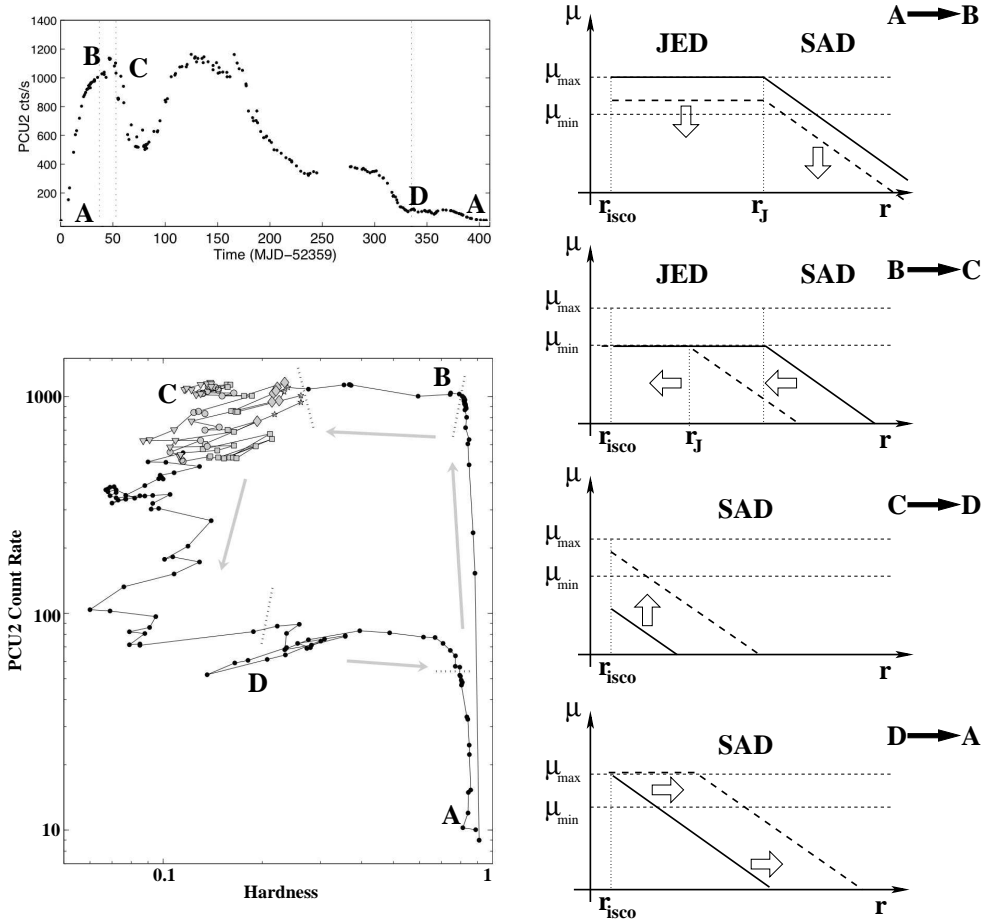 1400
1200
1000
800
600
400
200
PCU2 cts/s
B
C
A
D
A
0 50 100 150 200 250 300 350 400
Time (MJD−52359)
1000
100
10
PCU2 Count Rate
C
B
D
A
0.1 1
Hardness
μ
A B
JED SAD
μmax
μmin
risco rJ r
μ
B C
JED SAD
μmax
μmin
risco rJ r
μ
C D
SAD
μmax
μmin
risco r
μ
D A
SAD
μmax
μmin
risco r